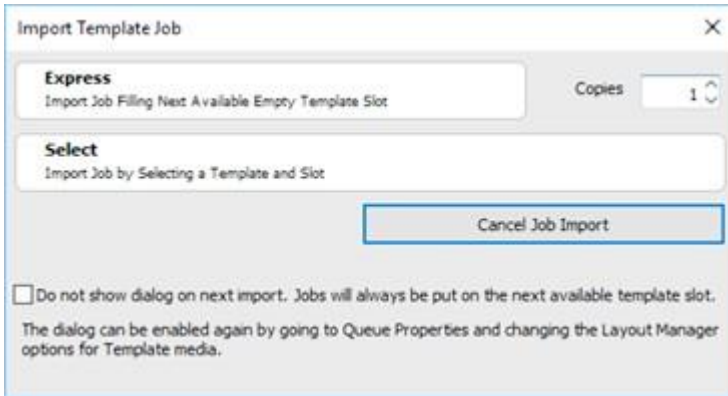 Import Template Job
Express
Import Job Filling Next Available Empty Template Slot
Copies
1
Select
Import Job by Selecting a Template and Slot
Cancel Job Import
Do not show dialog on next import. Jobs will always be put on the next available template slot.
The dialog can be enabled again by going to Queue Properties and changing the Layout Manager
options for Template media.